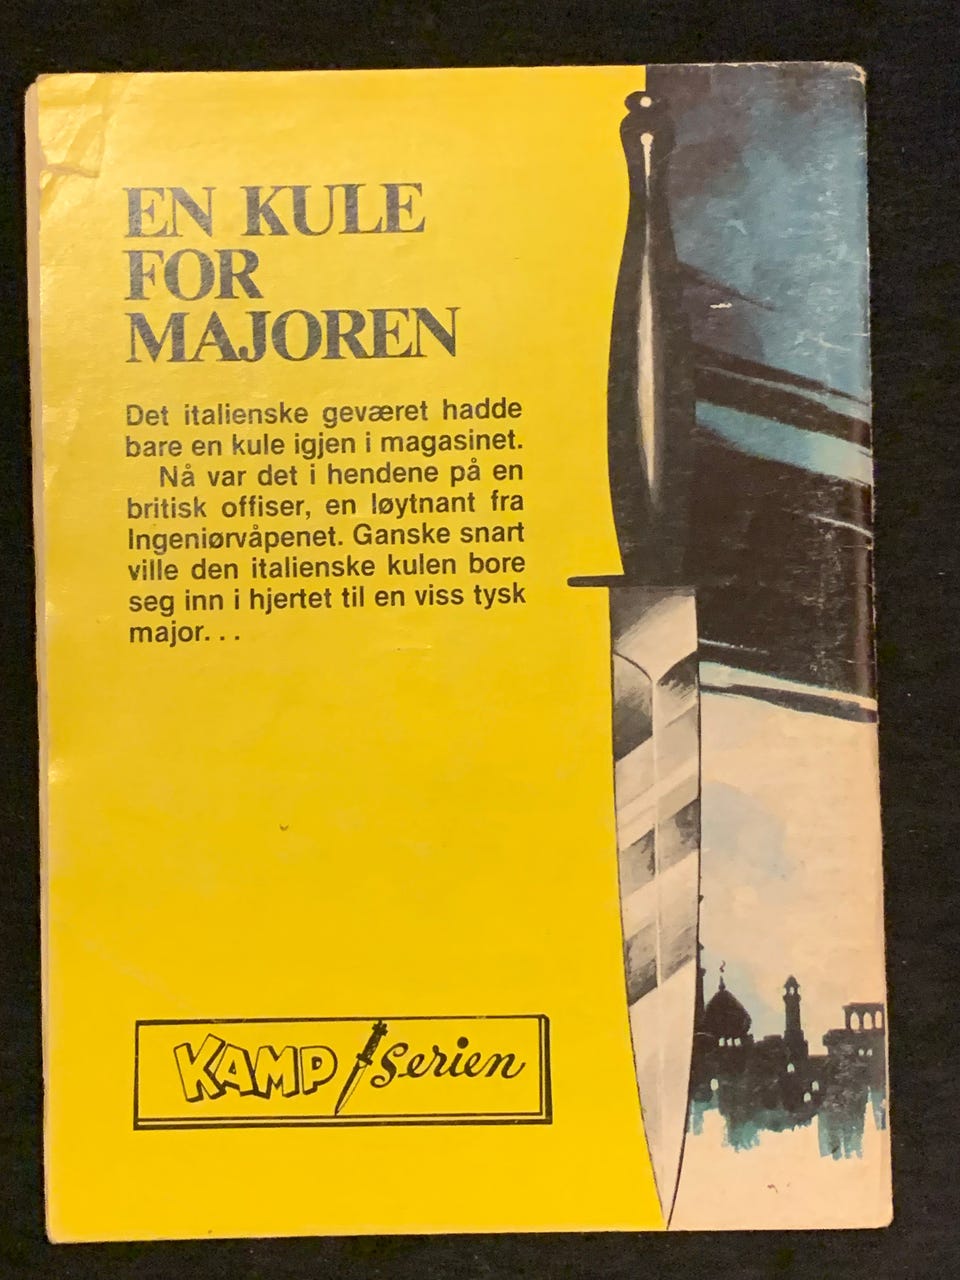 EN KULE
FOR
MAJOREN
Det italienske geværet hadde
bare en kule igjen i magasinet.
Nå var det i hendene på en
britisk offiser, en løytnant fra
Ingeniørvåpenet. Ganske snart
ville den italienske kulen bore
seg inn i hjertet til en viss tysk
major...
KAMP serien